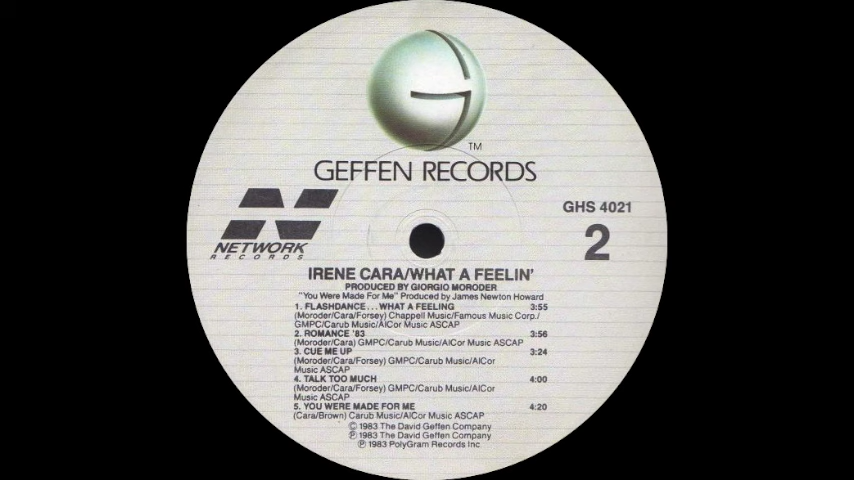 G
TM
GEFFEN RECORDS
N
NETWORK
RECORDS
GHS 4021
2
IRENE CARA/WHAT A FEELIN'
PRODUCED BY GIORGIO MORODER
"You Were Made For Me" Produced by James Newton Howard
1. FLASHDANCE...WHAT A FEELING 3:55
(Moroder/Cara/Forsey) Chappell Music/Famous Music Corp./
GMPC/Carub Music/AlCor Music ASCAP
2. ROMANCE '83 3:56
(Moroder/Cara) GMPC/Carub Music/AlCor Music ASCAP
3. CUE ME UP 3:24
(Moroder/Cara/Forsey) GMPC/Carub Music/AlCor
Music ASCAP
4. TALK TOO MUCH 4:00
(Moroder/Cara/Forsey) GMPC/Carub Music/AlCor
Music ASCAP
5. YOU WERE MADE FOR ME 4:20
(Cara/Brown) Carub Music/AlCor Music ASCAP
© 1983 The David Geffen Company
℗ 1983 The David Geffen Company
℗ 1983 PolyGram Records Inc